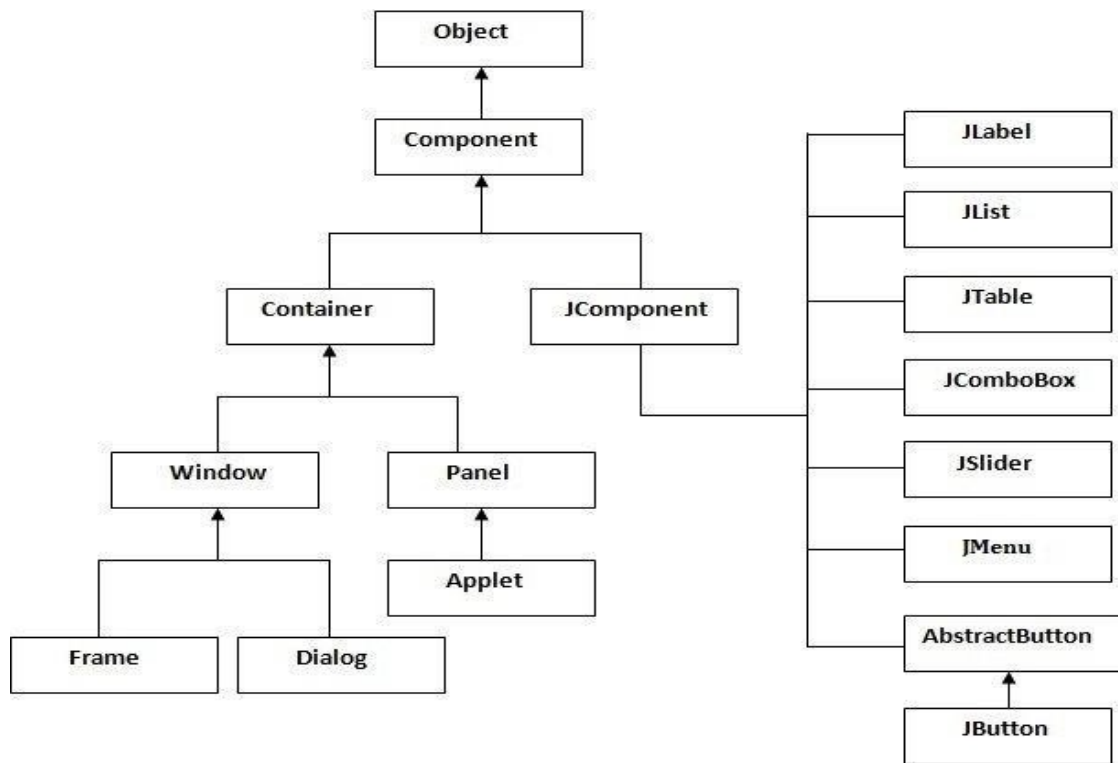 Object
Component
Container
JComponent
Window
Panel
Applet
Frame
Dialog
JLabel
JList
JTable
JComboBox
JSlider
JMenu
AbstractButton
JButton